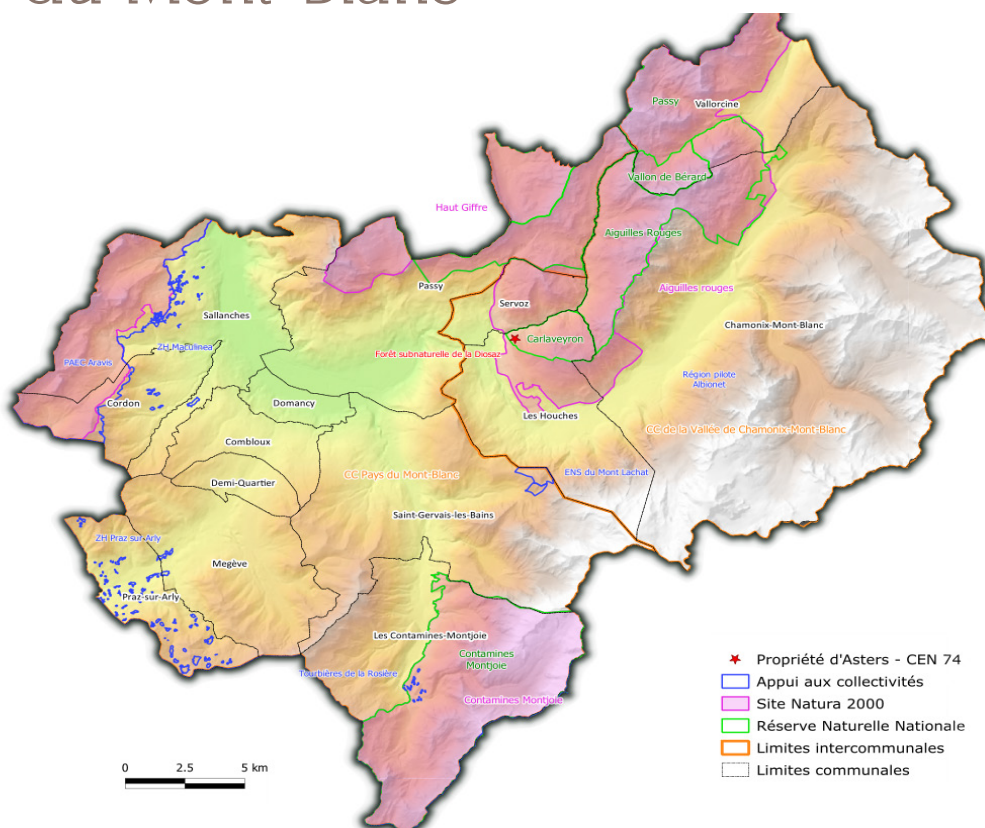 du Mont-Blanc
Passy
Vallorcine
Vallon de Bérard
Haut Giffre
Aiguilles Rouges
Passy
Aiguilles rouges
Servoz
Sallanches
Chamonix-Mont-Blanc
Carlaveyron
ZH Maculinea
Forêt subnaturelle de la Diosaz
PAEC Aravis
Région pilote
Albionet
Cordon
Domancy
Les Houches
CC de la Vallée de Chamonix-Mont-Blanc
Combloux
CC Pays du Mont-Blanc
ENS du Mont Lachat
Demi-Quartier
Saint-Gervais-les-Bains
ZH Praz sur Arly
Megève
Praz-sur-Arly
Les Contamines-Montjoie
Contamines
Montjoie
Tourbières de la Rosière
Contamines Montjoie
Propriété d'Asters - CEN 74
Appui aux collectivités
Site Natura 2000
Réserve Naturelle Nationale
Limites intercommunales
Limites communales
0 2.5 5 km